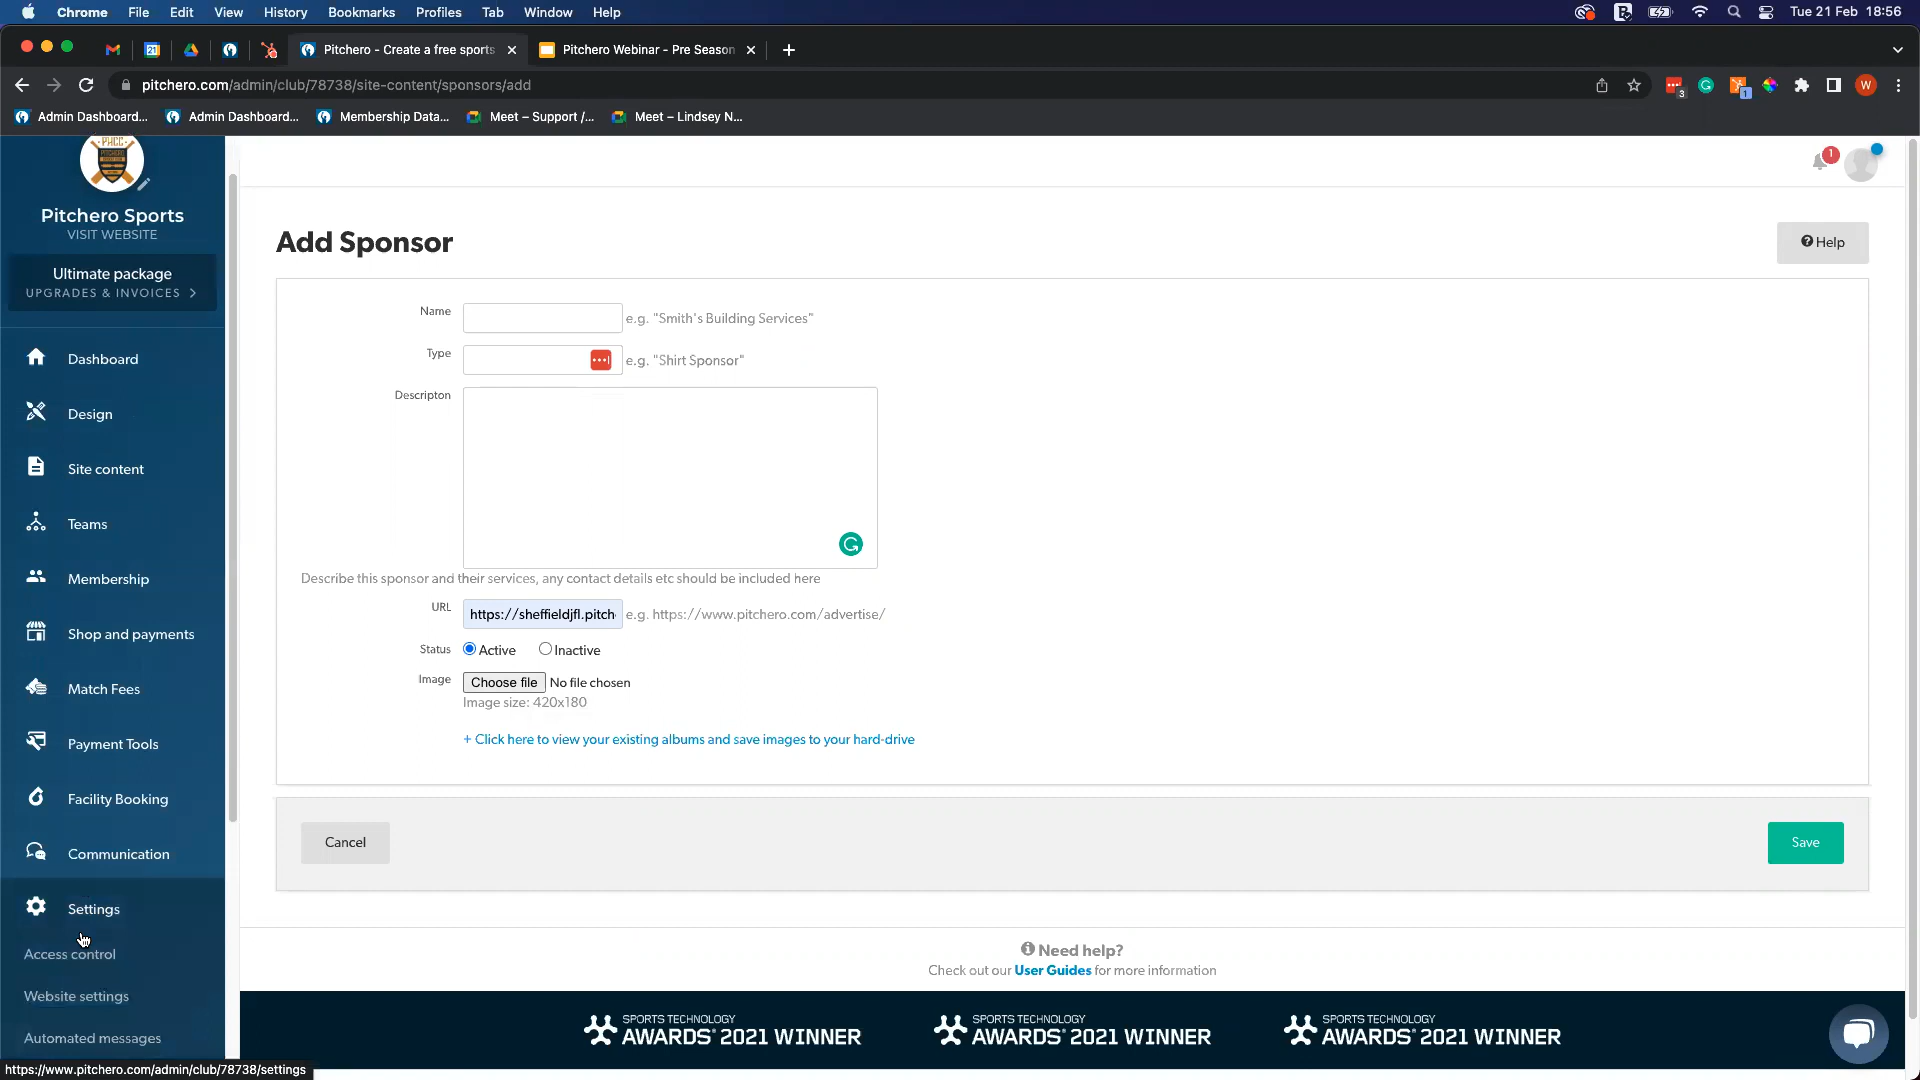 Chrome File Edit View History Bookmarks Profiles Tab Window Help Tue 21 Feb 18:56
Pitchero - Create a free sports Pitchero Webinar - Pre Season
pitchero.com/admin/club/78738/site-content/sponsors/add
3 1 W
Admin Dashboard... Admin Dashboard... Membership Data... Meet – Support /... Meet – Lindsey N...
PHCC
1
Pitchero Sports
VISIT WEBSITE
Ultimate package
UPGRADES & INVOICES >
Dashboard
Design
Site content
Teams
Membership
Shop and payments
Match Fees
Payment Tools
Facility Booking
Communication
Settings
Access control
Website settings
Automated messages
Add Sponsor
Help
Name e.g. "Smith's Building Services"
Type e.g. "Shirt Sponsor"
Descripton
Describe this sponsor and their services, any contact details etc should be included here
URL https://sheffieldjfl.pitch e.g. https://www.pitchero.com/advertise/
Status Active Inactive
Image Choose file No file chosen
Image size: 420x180
+ Click here to view your existing albums and save images to your hard-drive
Cancel Save
Need help?
Check out our User Guides for more information
SPORTS TECHNOLOGY SPORTS TECHNOLOGY SPORTS TECHNOLOGY
AWARDS 2021 WINNER AWARDS 2021 WINNER AWARDS 2021 WINNER
https://www.pitchero.com/admin/club/78738/settings